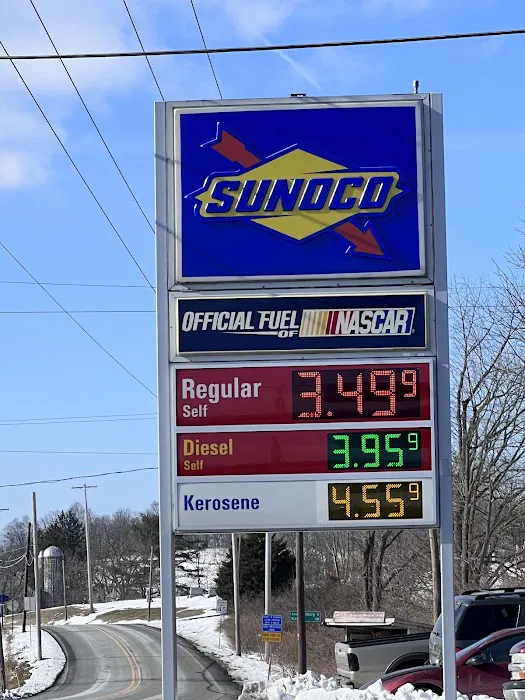 SUNOCO
OFFICIAL FUEL OF NASCAR
Regular 3.49 9
Self
Diesel 3.95 9
Self
Kerosene 4.55 9